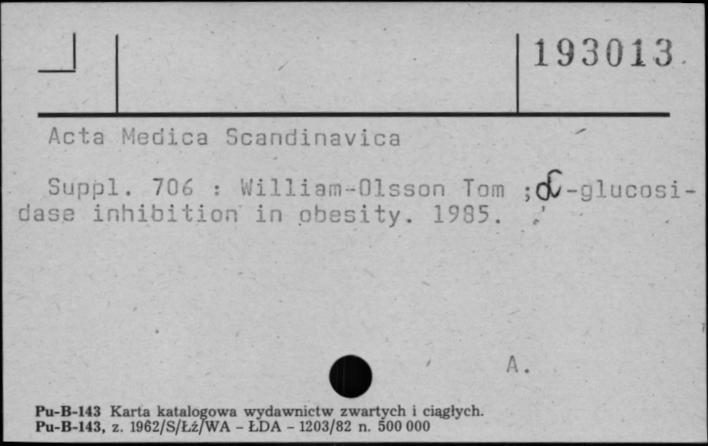 193013
Acta Medica Scandinavica
Suppl. 706 : William-Olsson Tom ; α-glucosi-
dase inhibition in obesity. 1985.
A.
Pu-B-143 Karta katalogowa wydawnictw zwartych i ciągłych.
Pu-B-143, z. 1962/S/Łż/WA - ŁDA - 1203/82 n. 500 000